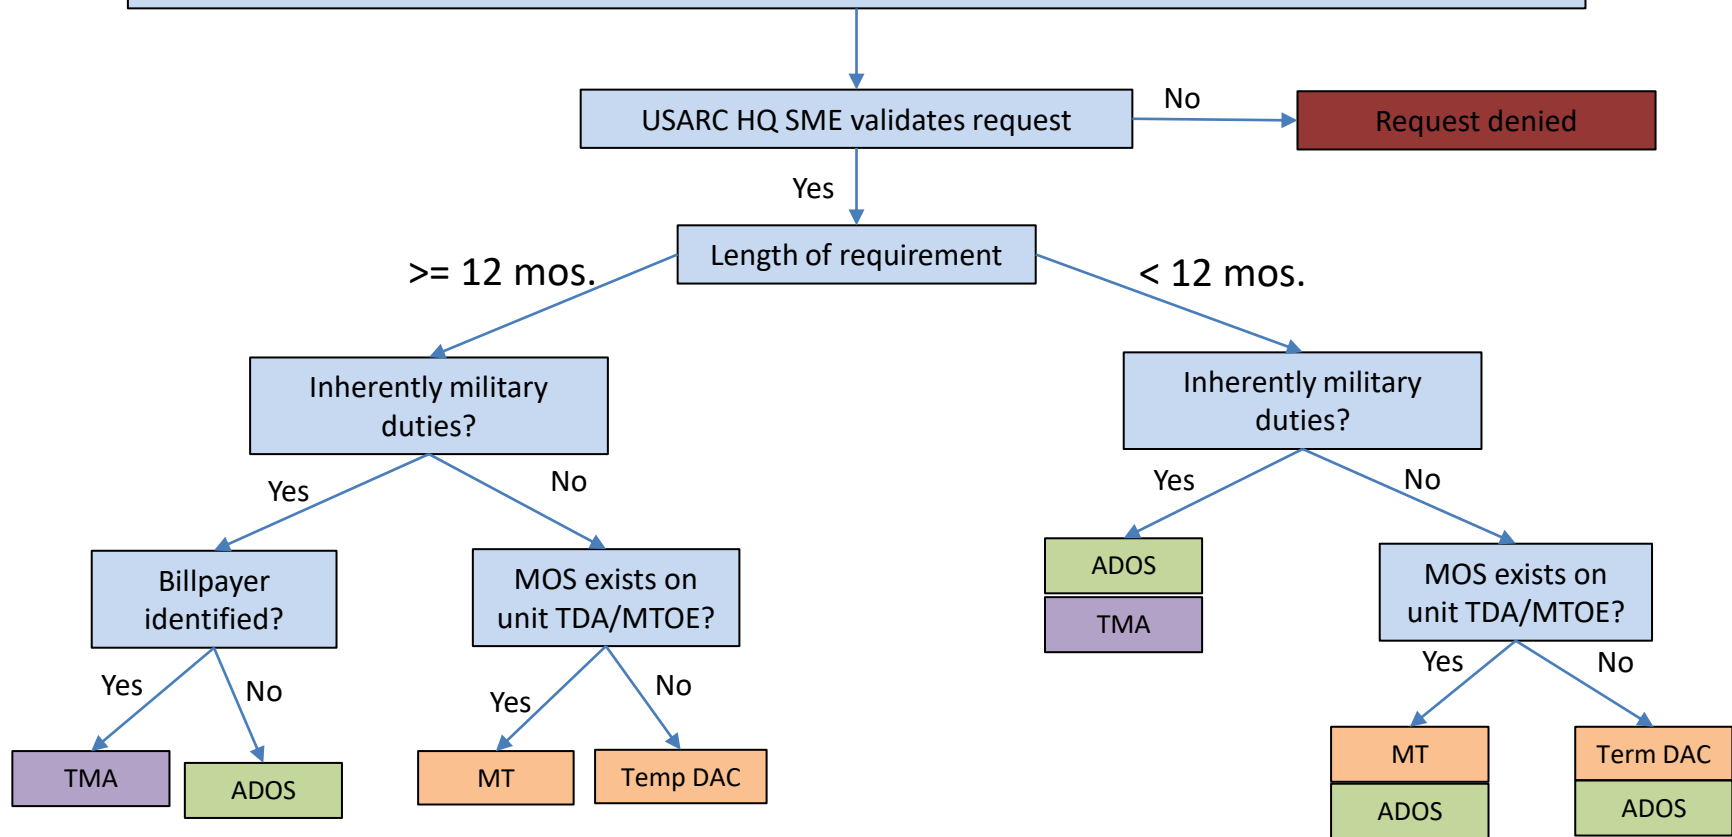 USARC HQ SME validates request
No
Request denied
Yes
Length of requirement
>= 12 mos.
< 12 mos.
Inherently military
duties?
Inherently military
duties?
Yes
No
Yes
No
Billpayer
identified?
MOS exists on
unit TDA/MTOE?
ADOS
TMA
MOS exists on
unit TDA/MTOE?
Yes
No
Yes
No
Yes
No
TMA
ADOS
MT
Temp DAC
MT
ADOS
Term DAC
ADOS